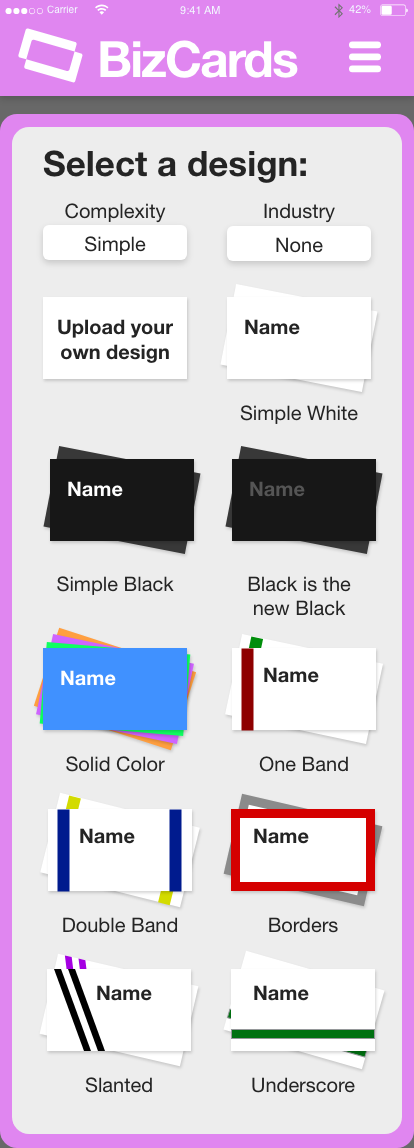 Carrier 9:41 AM 42%
BizCards
Select a design:
Complexity Industry
Simple None
Upload your
own design
Name
Simple White
Name Name
Simple Black Black is the
new Black
Name Name
Solid Color One Band
Name Name
Double Band Borders
Name Name
Slanted Underscore